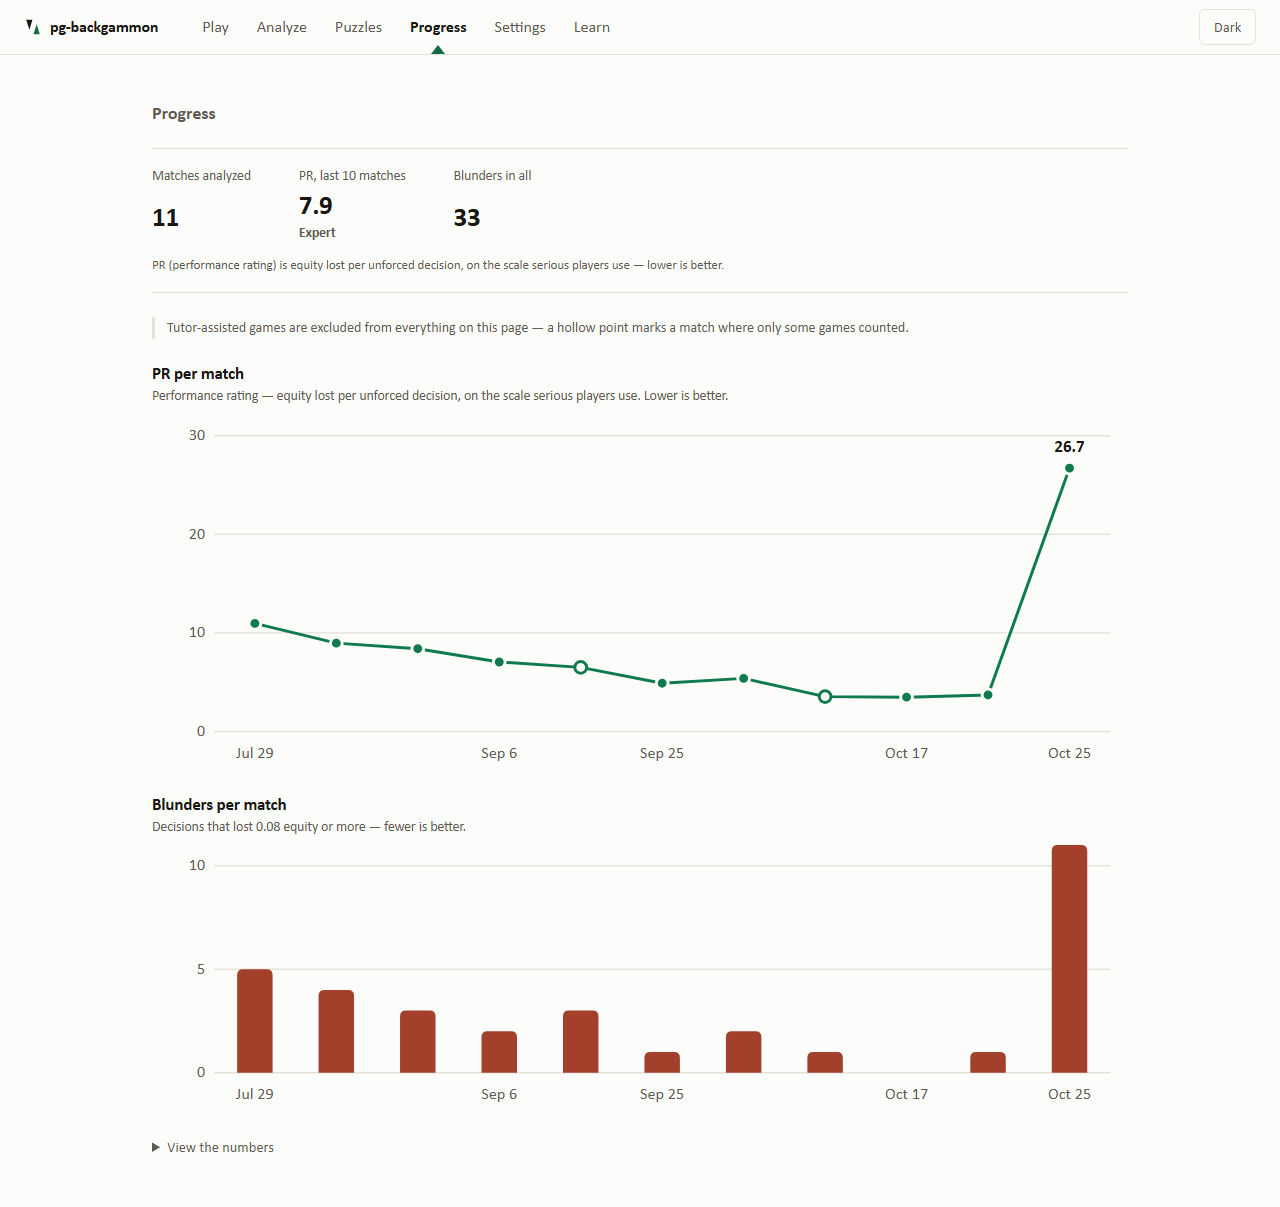 pg-backgammon Play Analyze Puzzles Progress Settings Learn Dark
Progress
Matches analyzed PR, last 10 matches Blunders in all
11 7.9 33
Expert
PR (performance rating) is equity lost per unforced decision, on the scale serious players use — lower is better.
Tutor-assisted games are excluded from everything on this page — a hollow point marks a match where only some games counted.
PR per match
Performance rating — equity lost per unforced decision, on the scale serious players use. Lower is better.
30
26.7
20
10
0
Jul 29 Sep 6 Sep 25 Oct 17 Oct 25
Blunders per match
Decisions that lost 0.08 equity or more — fewer is better.
10
5
0
Jul 29 Sep 6 Sep 25 Oct 17 Oct 25
View the numbers